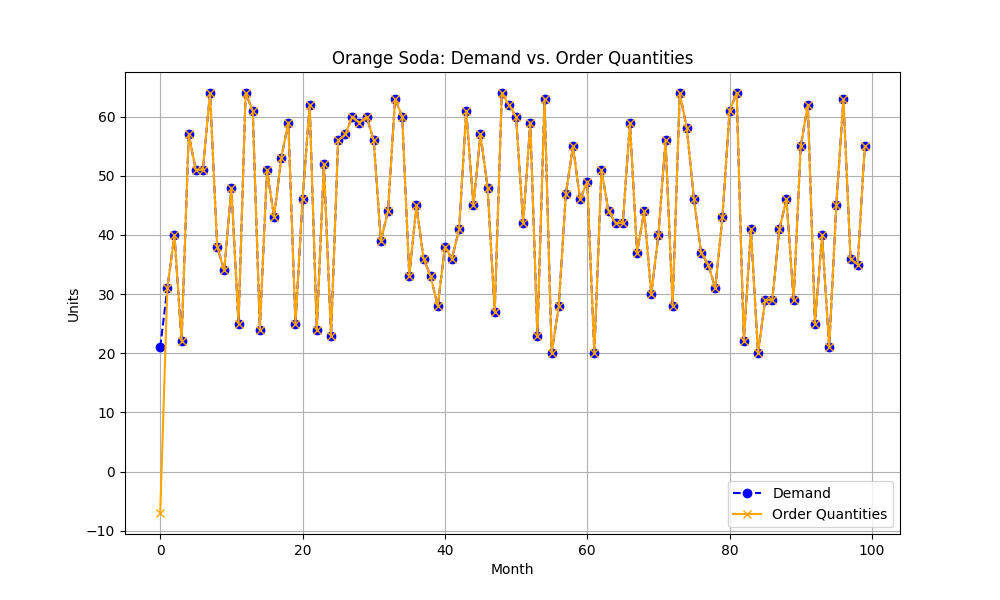 Orange Soda: Demand vs. Order Quantities
Units
60
50
40
30
20
10
0
−10
Demand
Order Quantities
0 20 40 60 80 100
Month